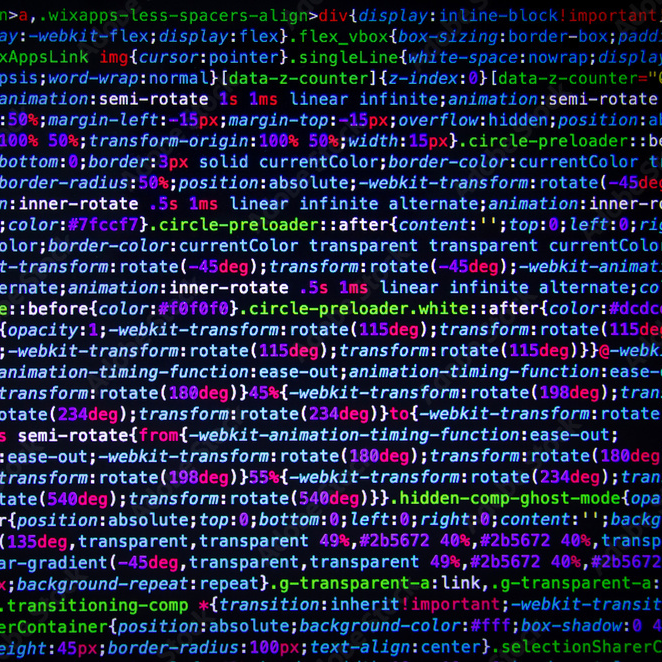 n>a,.wixapps-less-spacers-align>div{display:inline-block!important
ay:-webkit-flex;display:flex}.flex_vbox{box-sizing:border-box;paddi
xAppsLink img{cursor:pointer}.singleLine{white-space:nowrap;display
psis;word-wrap:normal}[data-z-counter]{z-index:0}[data-z-counter="0
animation:semi-rotate 1s 1ms linear infinite;animation:semi-rotate
:50%;margin-left:-15px;margin-top:-15px;overflow:hidden;position:ab
100% 50%;transform-origin:100% 50%;width:15px}.circle-preloader::be
bottom:0;border:3px solid currentColor;border-color:currentColor t
border-radius:50%;position:absolute;-webkit-transform:rotate(-45deg
n:inner-rotate .5s 1ms linear infinite alternate;animation:inner-ro
;color:#7fccf7}.circle-preloader::after{content:'';top:0;left:0;rig
olor;border-color:currentColor transparent transparent currentColo
t-transform:rotate(-45deg);transform:rotate(-45deg);-webkit-animati
ernate;animation:inner-rotate .5s 1ms linear infinite alternate;co
e::before{color:#f0f0f0}.circle-preloader.white::after{color:#dcdc
{opacity:1;-webkit-transform:rotate(115deg);transform:rotate(115de
;-webkit-transform:rotate(115deg);transform:rotate(115deg)}}@-webk
animation-timing-function:ease-out;animation-timing-function:ease-
transform:rotate(180deg)}45%{-webkit-transform:rotate(198deg);tran
otate(234deg);transform:rotate(234deg)}to{-webkit-transform:rotate
s semi-rotate{from{-webkit-animation-timing-function:ease-out;
:ease-out;-webkit-transform:rotate(180deg);transform:rotate(180deg
transform:rotate(198deg)}55%{-webkit-transform:rotate(234deg);tran
tate(540deg);transform:rotate(540deg)}}.hidden-comp-ghost-mode{opa
r{position:absolute;top:0;bottom:0;left:0;right:0;content:'';backg
(135deg,transparent,transparent 49%,#2b5672 40%,#2b5672 40%,transp
ar-gradient(-45deg,transparent,transparent 49%,#2b5672 40%,#2b5672
x;background-repeat:repeat}.g-transparent-a:link,.g-transparent-a:
.transitioning-comp *{transition:inherit!important;-webkit-transit
erContainer{position:absolute;background-color:#fff;box-shadow:0 4
eight:45px;border-radius:100px;text-align:center}.selectionSharerC